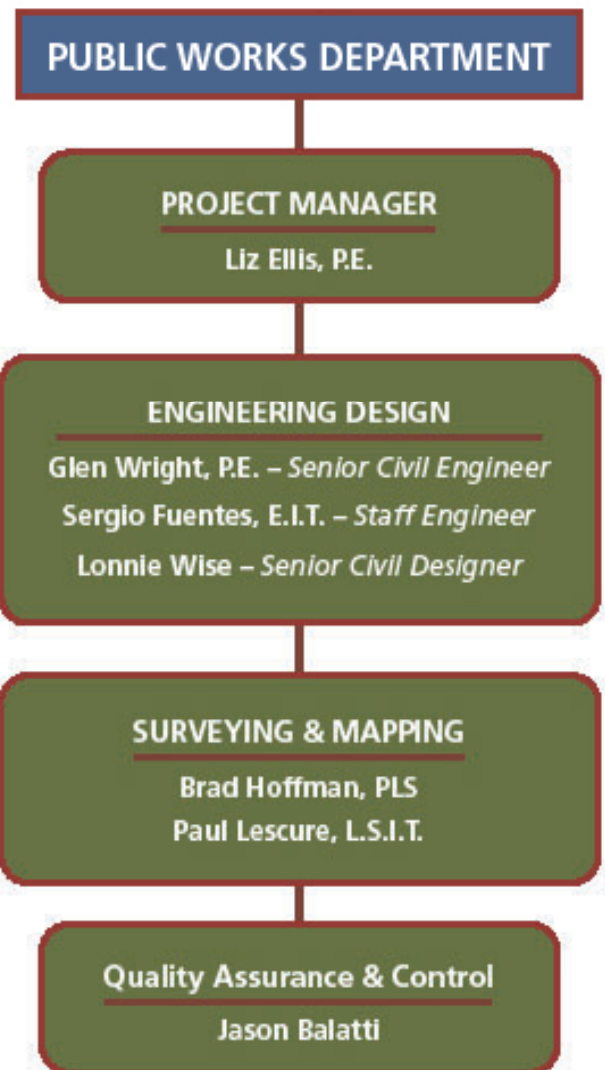 PUBLIC WORKS DEPARTMENT
PROJECT MANAGER
Liz Ellis, P.E.
ENGINEERING DESIGN
Glen Wright, P.E. – Senior Civil Engineer
Sergio Fuentes, E.I.T. – Staff Engineer
Lonnie Wise – Senior Civil Designer
SURVEYING & MAPPING
Brad Hoffman, PLS
Paul Lescure, L.S.I.T.
Quality Assurance & Control
Jason Balatti